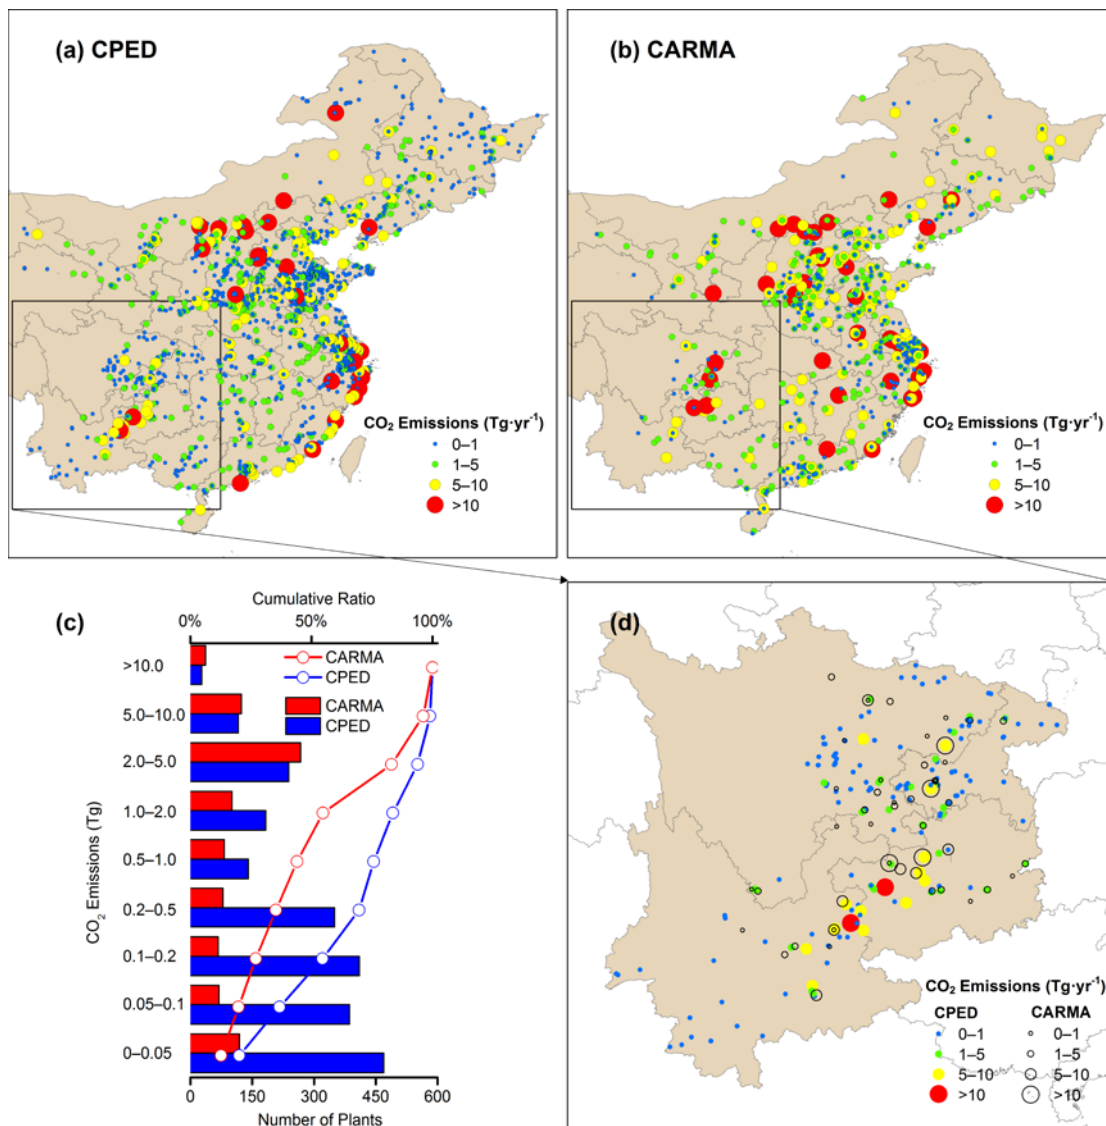 (a) CPED
CO₂ Emissions (Tg·yr⁻¹)
0–1
1–5
5–10
>10
(b) CARMA
CO₂ Emissions (Tg·yr⁻¹)
0–1
1–5
5–10
>10
(c)
Cumulative Ratio
0%
50%
100%
CARMA
CPED
CARMA
CPED
CO₂ Emissions (Tg)
>10.0
5.0–10.0
2.0–5.0
1.0–2.0
0.5–1.0
0.2–0.5
0.1–0.2
0.05–0.1
0–0.05
0
150
300
450
600
Number of Plants
(d)
CO₂ Emissions (Tg·yr⁻¹)
CPED CARMA
0–1 0–1
1–5 1–5
5–10 5–10
>10 >10